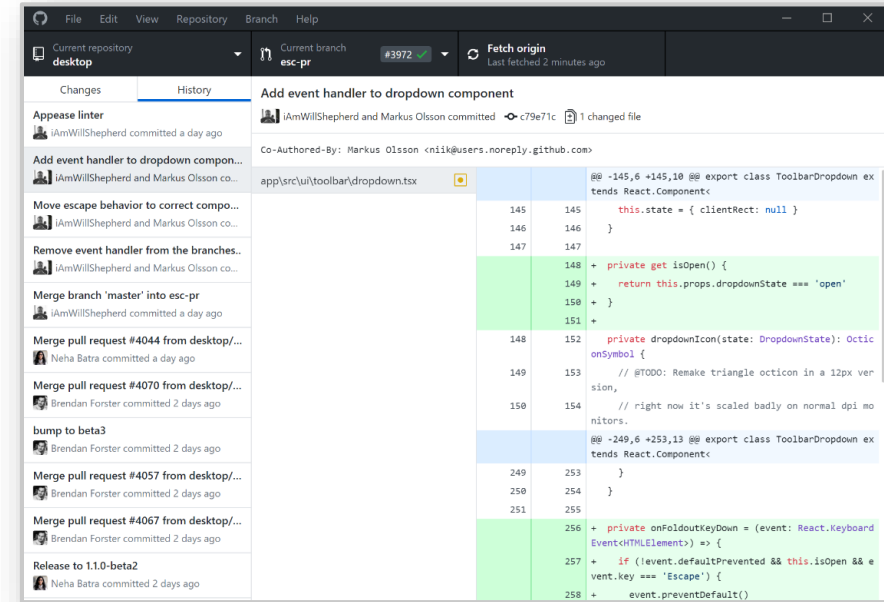 File Edit View Repository Branch Help
Current repository
desktop
Current branch
esc-pr
#3972
Fetch origin
Last fetched 2 minutes ago
Changes History
Appease linter
iAmWillShepherd committed a day ago
Add event handler to dropdown compon...
iAmWillShepherd and Markus Olsson co...
Move escape behavior to correct compo...
iAmWillShepherd and Markus Olsson co...
Remove event handler from the branches..
iAmWillShepherd and Markus Olsson co...
Merge branch 'master' into esc-pr
iAmWillShepherd committed a day ago
Merge pull request #4044 from desktop/...
Neha Batra committed a day ago
Merge pull request #4070 from desktop/...
Brendan Forster committed 2 days ago
bump to beta3
Brendan Forster committed 2 days ago
Merge pull request #4057 from desktop/...
Brendan Forster committed 2 days ago
Merge pull request #4067 from desktop/...
Brendan Forster committed 2 days ago
Release to 1.1.0-beta2
Neha Batra committed 2 days ago
Add event handler to dropdown component
iAmWillShepherd and Markus Olsson committed c79e71c 1 changed file
Co-Authored-By: Markus Olsson <niik@users.noreply.github.com>
app\src\ui\toolbar\dropdown.tsx
@@ -145,6 +145,10 @@ export class ToolbarDropdown ex
tends React.Component<
145 145 this.state = { clientRect: null }
146 146 }
147 147
148 + private get isOpen() {
149 + return this.props.dropdownState === 'open'
150 + }
151 +
148 152 private dropdownIcon(state: DropdownState): Octic
onSymbol {
149 153 // @TODO: Remake triangle octicon in a 12px ver
sion,
150 154 // right now it's scaled badly on normal dpi mo
nitors.
@@ -249,6 +253,13 @@ export class ToolbarDropdown ex
tends React.Component<
249 253 }
250 254 }
251 255
256 + private onFoldoutKeyDown = (event: React.Keyboard
Event<HTMLElement>) => {
257 + if (!event.defaultPrevented && this.isOpen && e
vent.key === 'Escape') {
258 + event.preventDefault()